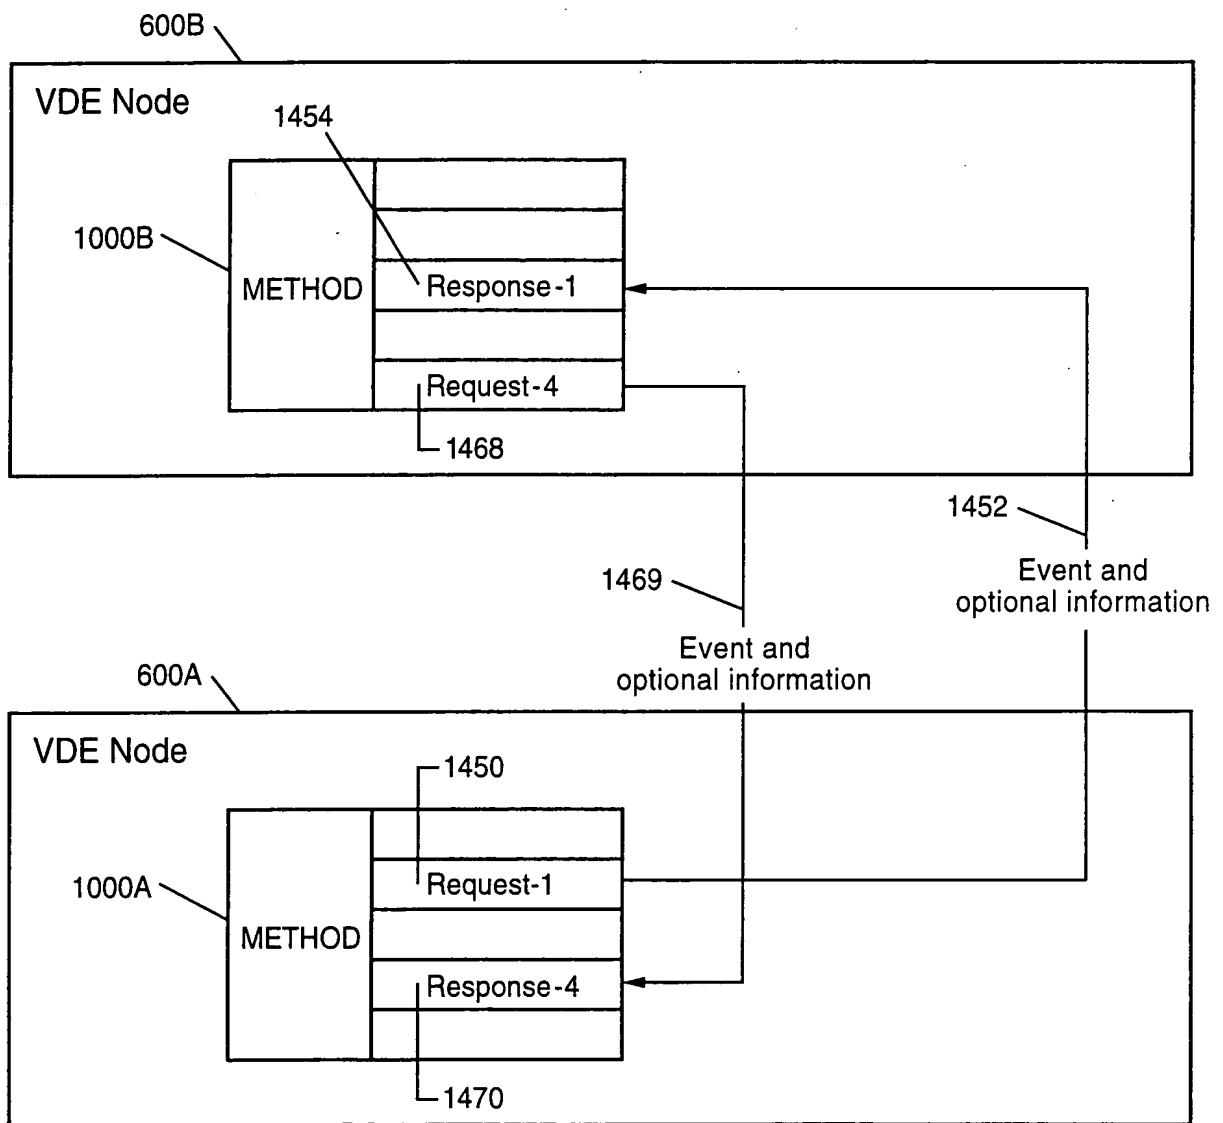 600B
VDE Node
1454
1000B
METHOD
Response-1
Request-4
1468
1452
Event and
optional information
1469
Event and
optional information
600A
VDE Node
1450
1000A
Request-1
METHOD
Response-4
1470